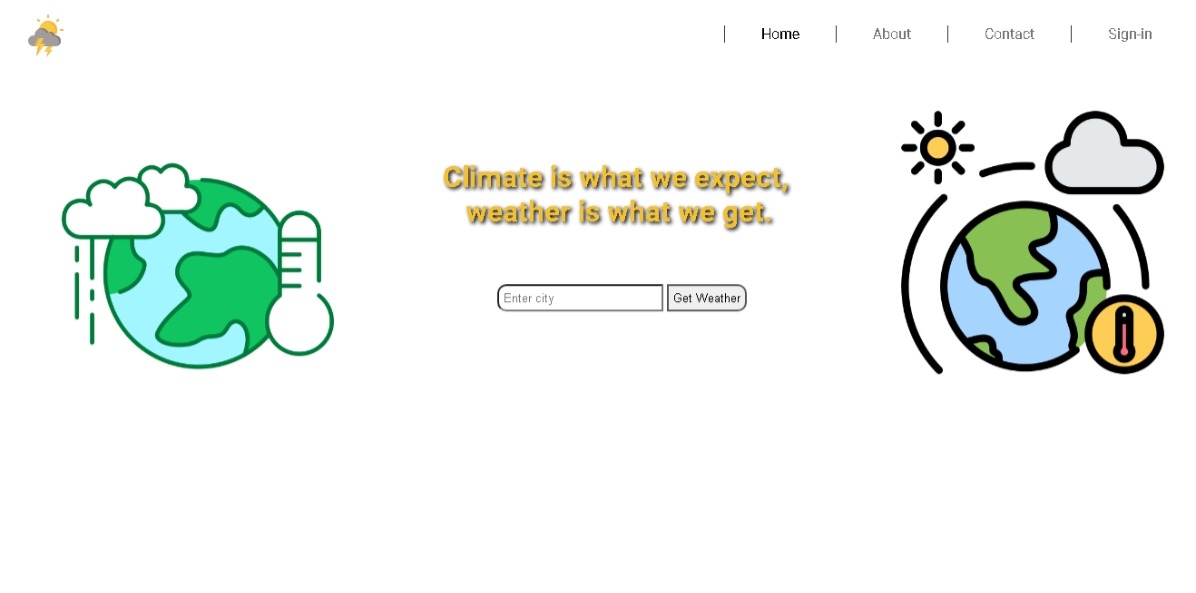 Home About Contact Sign-in
Climate is what we expect,
weather is what we get.
Enter city Get Weather